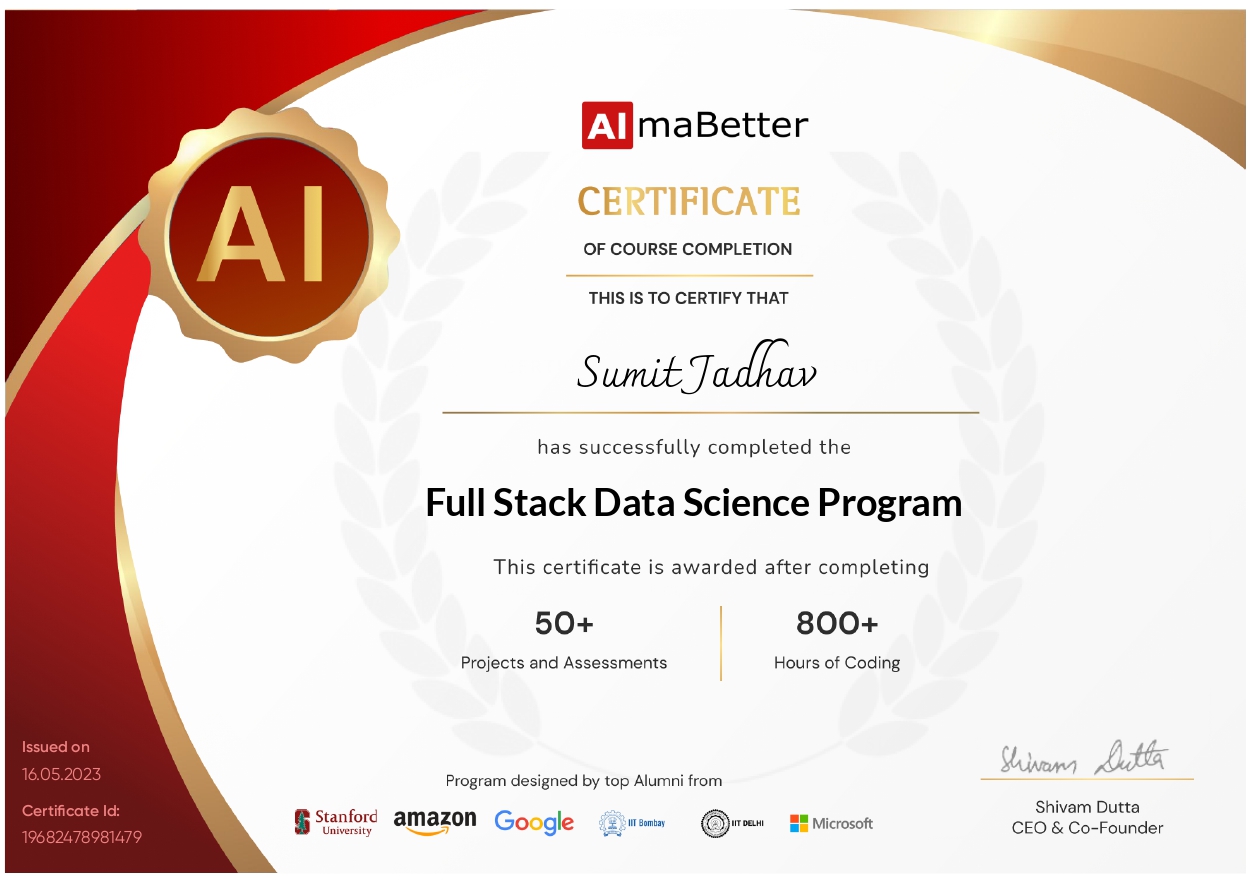 AlmaBetter
AI
CERTIFICATE
OF COURSE COMPLETION
THIS IS TO CERTIFY THAT
Sumit Jadhav
has successfully completed the
Full Stack Data Science Program
This certificate is awarded after completing
50+
Projects and Assessments
800+
Hours of Coding
Issued on
16.05.2023
Certificate Id:
19682478981479
Program designed by top Alumni from
Stanford
University
amazon
Google
IIT Bombay
IIT DELHI
Microsoft
Shivam Dutta
Shivam Dutta
CEO & Co-Founder